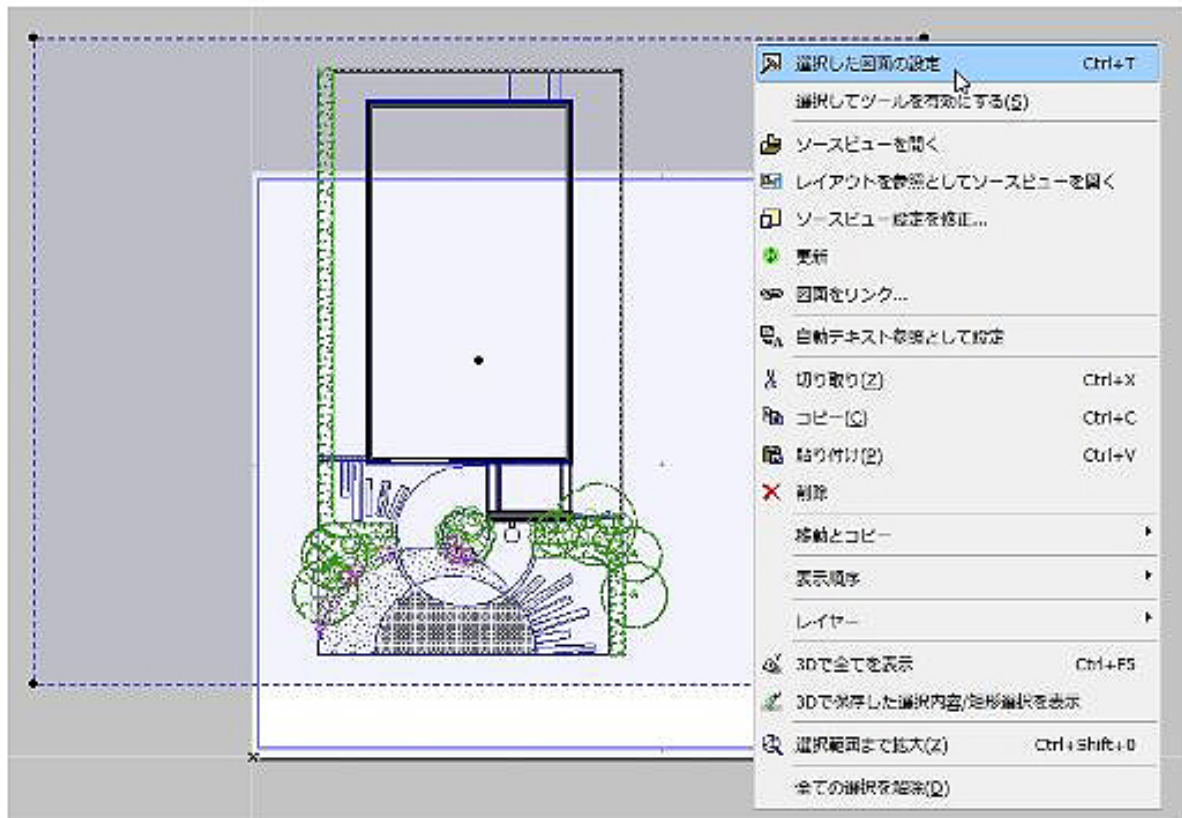 選択した図面の設定 Ctrl+T
選択してツールを有効にする(S)
ソースビューを開く
レイアウトを参照としてソースビューを開く
ソースビュー設定を修正...
更新
図面をリンク...
自動テキスト参照として設定
切り取り(Z) Ctrl+X
コピー(C) Ctrl+C
貼り付け(P) Ctrl+V
削除
移動とコピー
表示順序
レイヤー
3Dで全てを表示 Ctrl+F5
3Dで保存した選択内容/矩形選択を表示
選択範囲まで拡大(Z) Ctrl+Shift+0
全ての選択を解除(D)